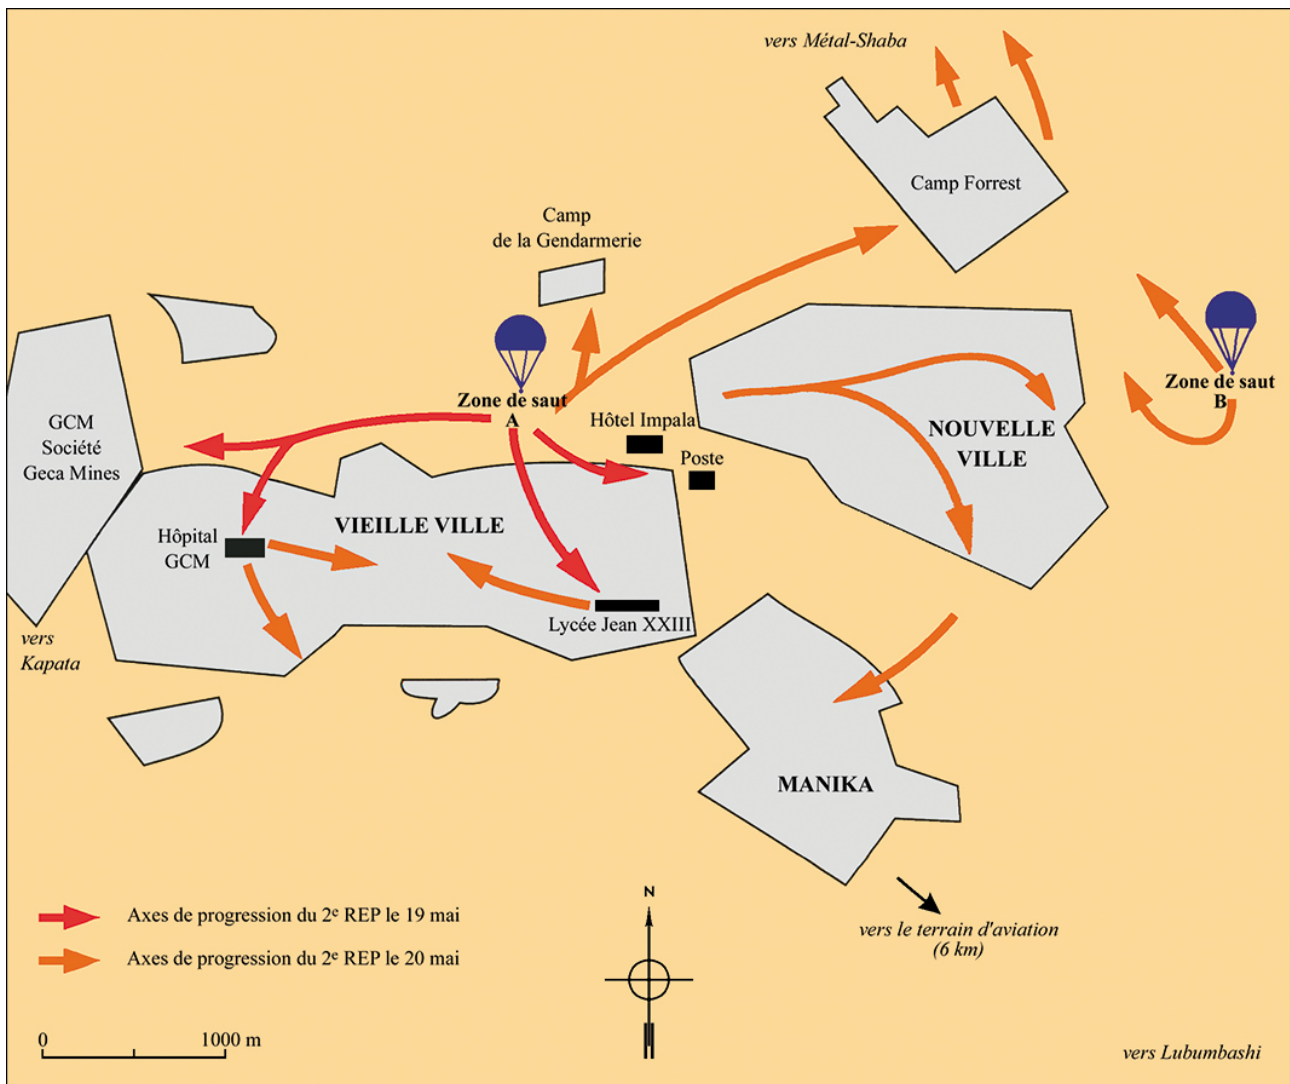 vers Métal-Shaba
Camp Forrest
Camp
de la Gendarmerie
Zone de saut
A
Zone de saut
B
GCM
Société
Geca Mines
Hôtel Impala
Poste
NOUVELLE
VILLE
VIEILLE VILLE
Hôpital
GCM
Lycée Jean XXIII
vers
Kapata
MANIKA
Axes de progression du 2e REP le 19 mai
Axes de progression du 2e REP le 20 mai
N
vers le terrain d'aviation
(6 km)
0 1000 m
vers Lubumbashi